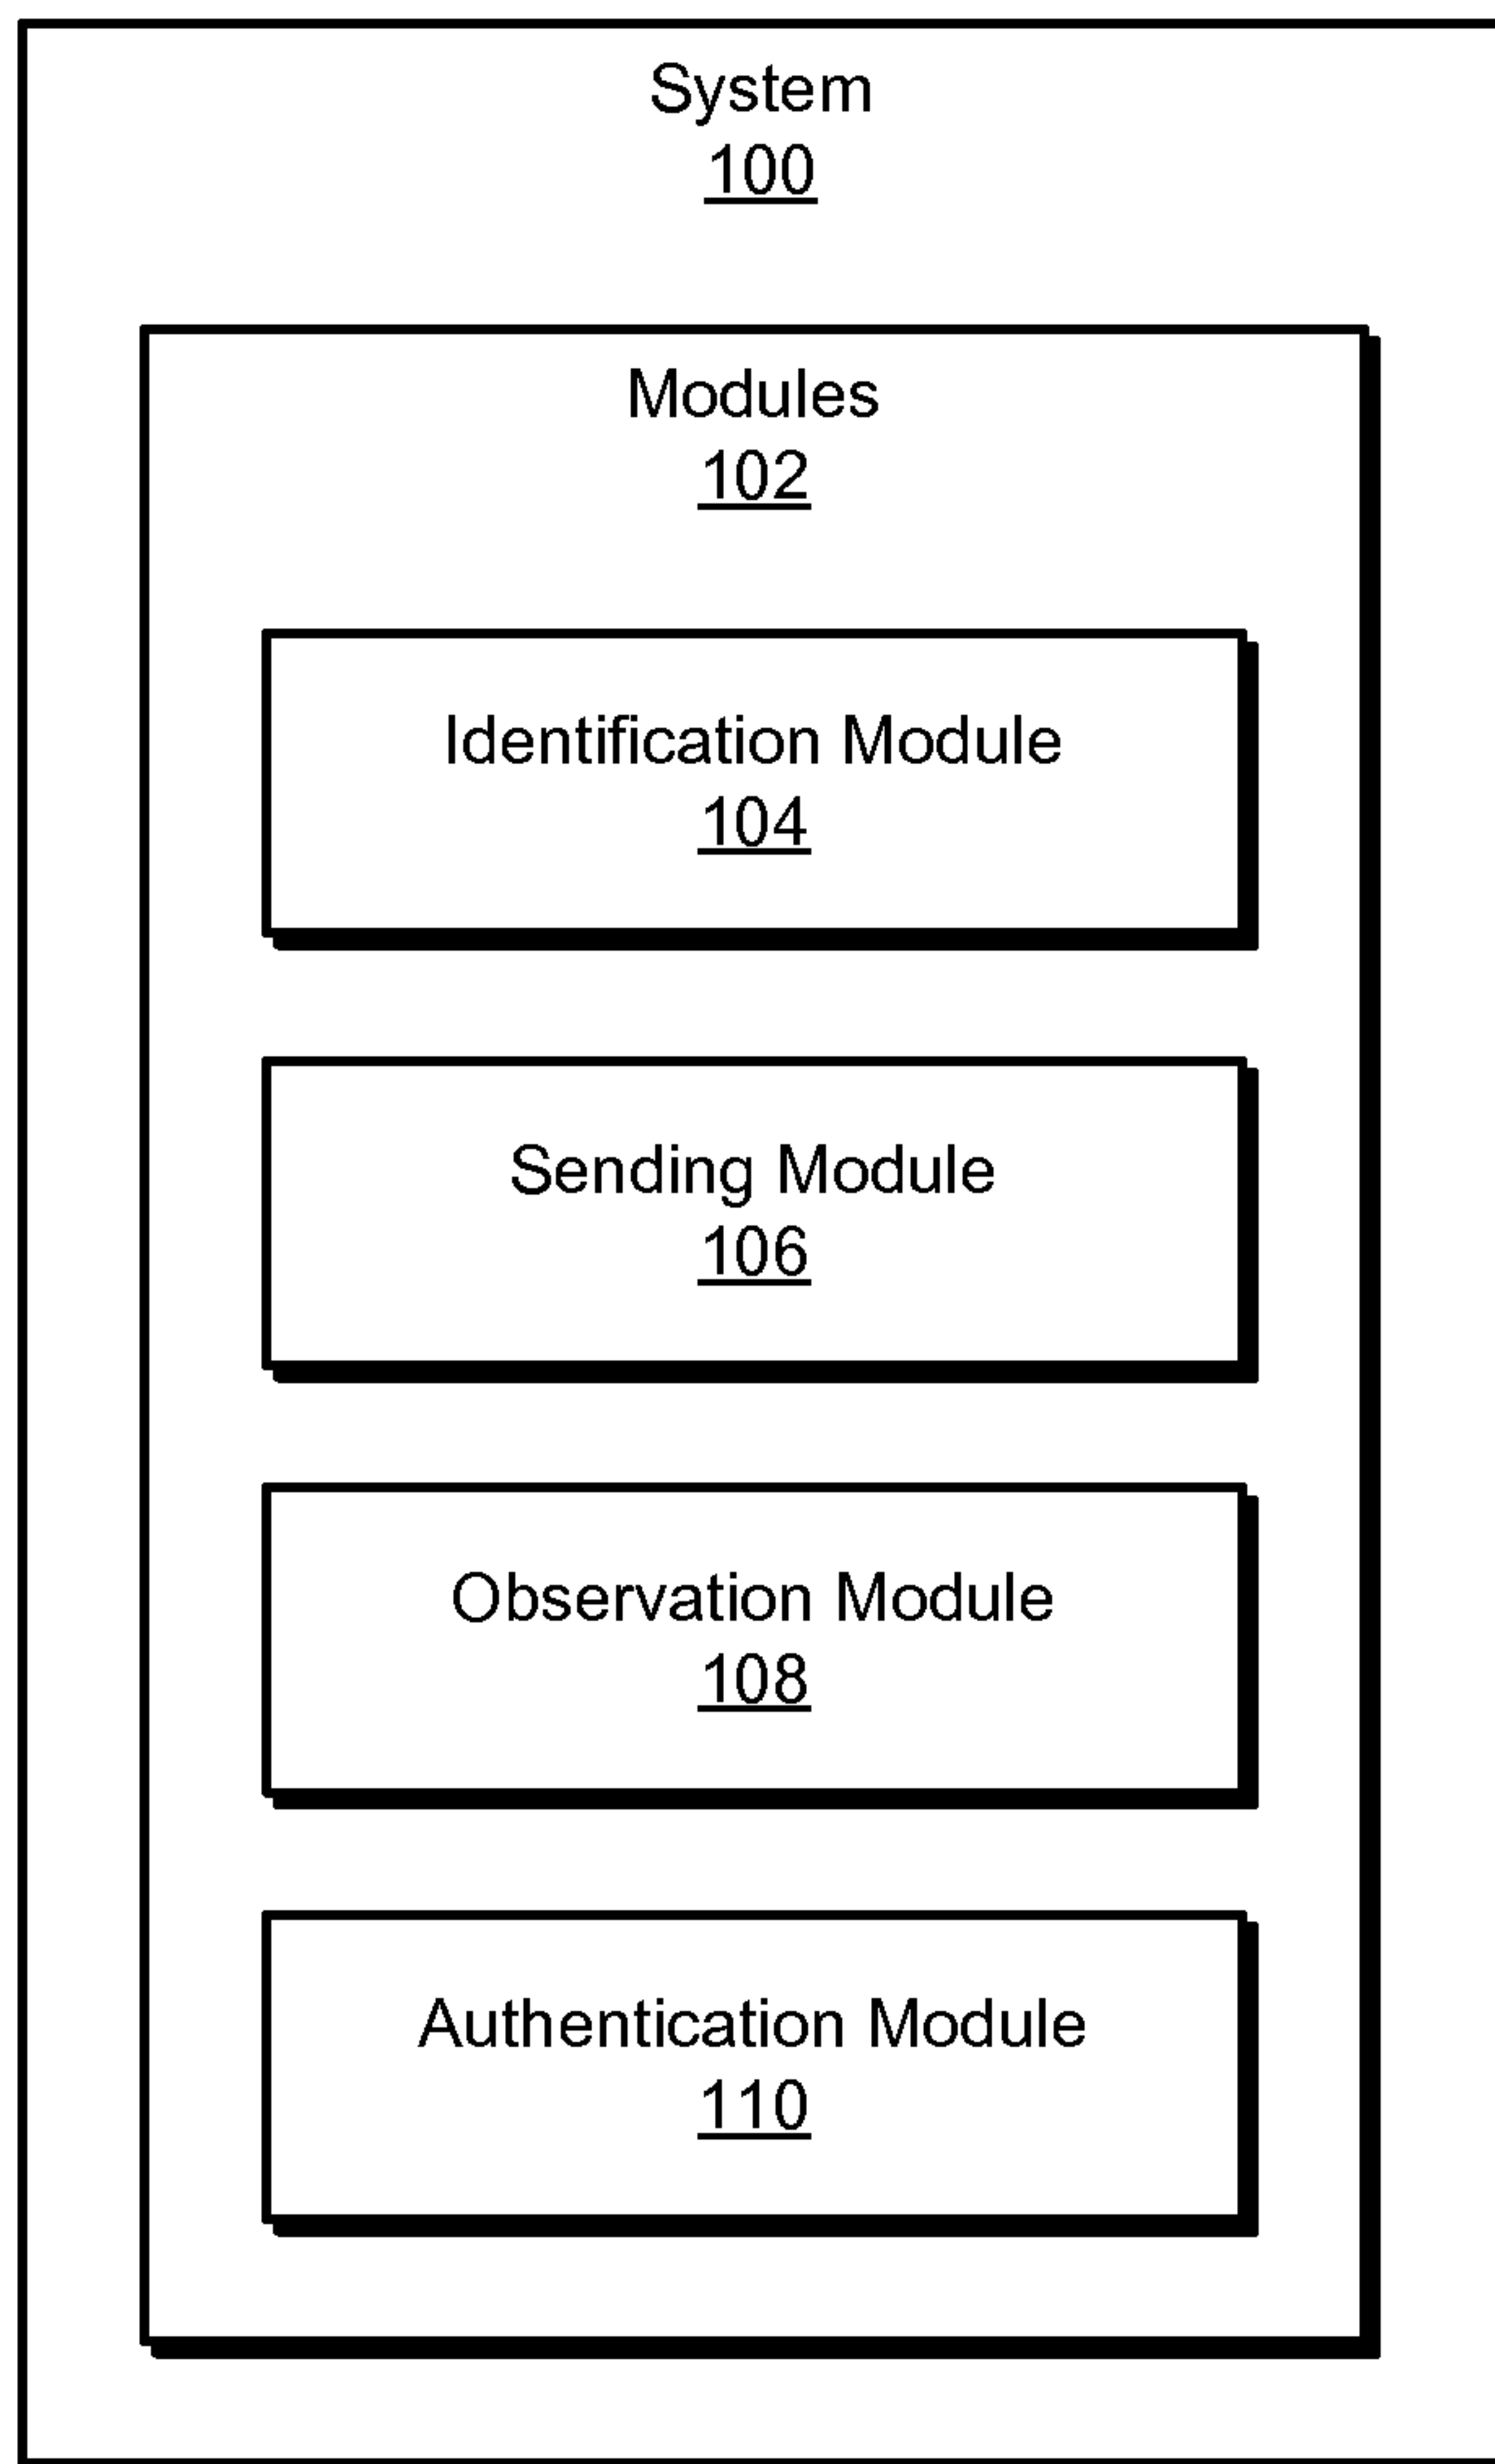 System
100
Modules
102
Identification Module
104
Sending Module
106
Observation Module
108
Authentication Module
110